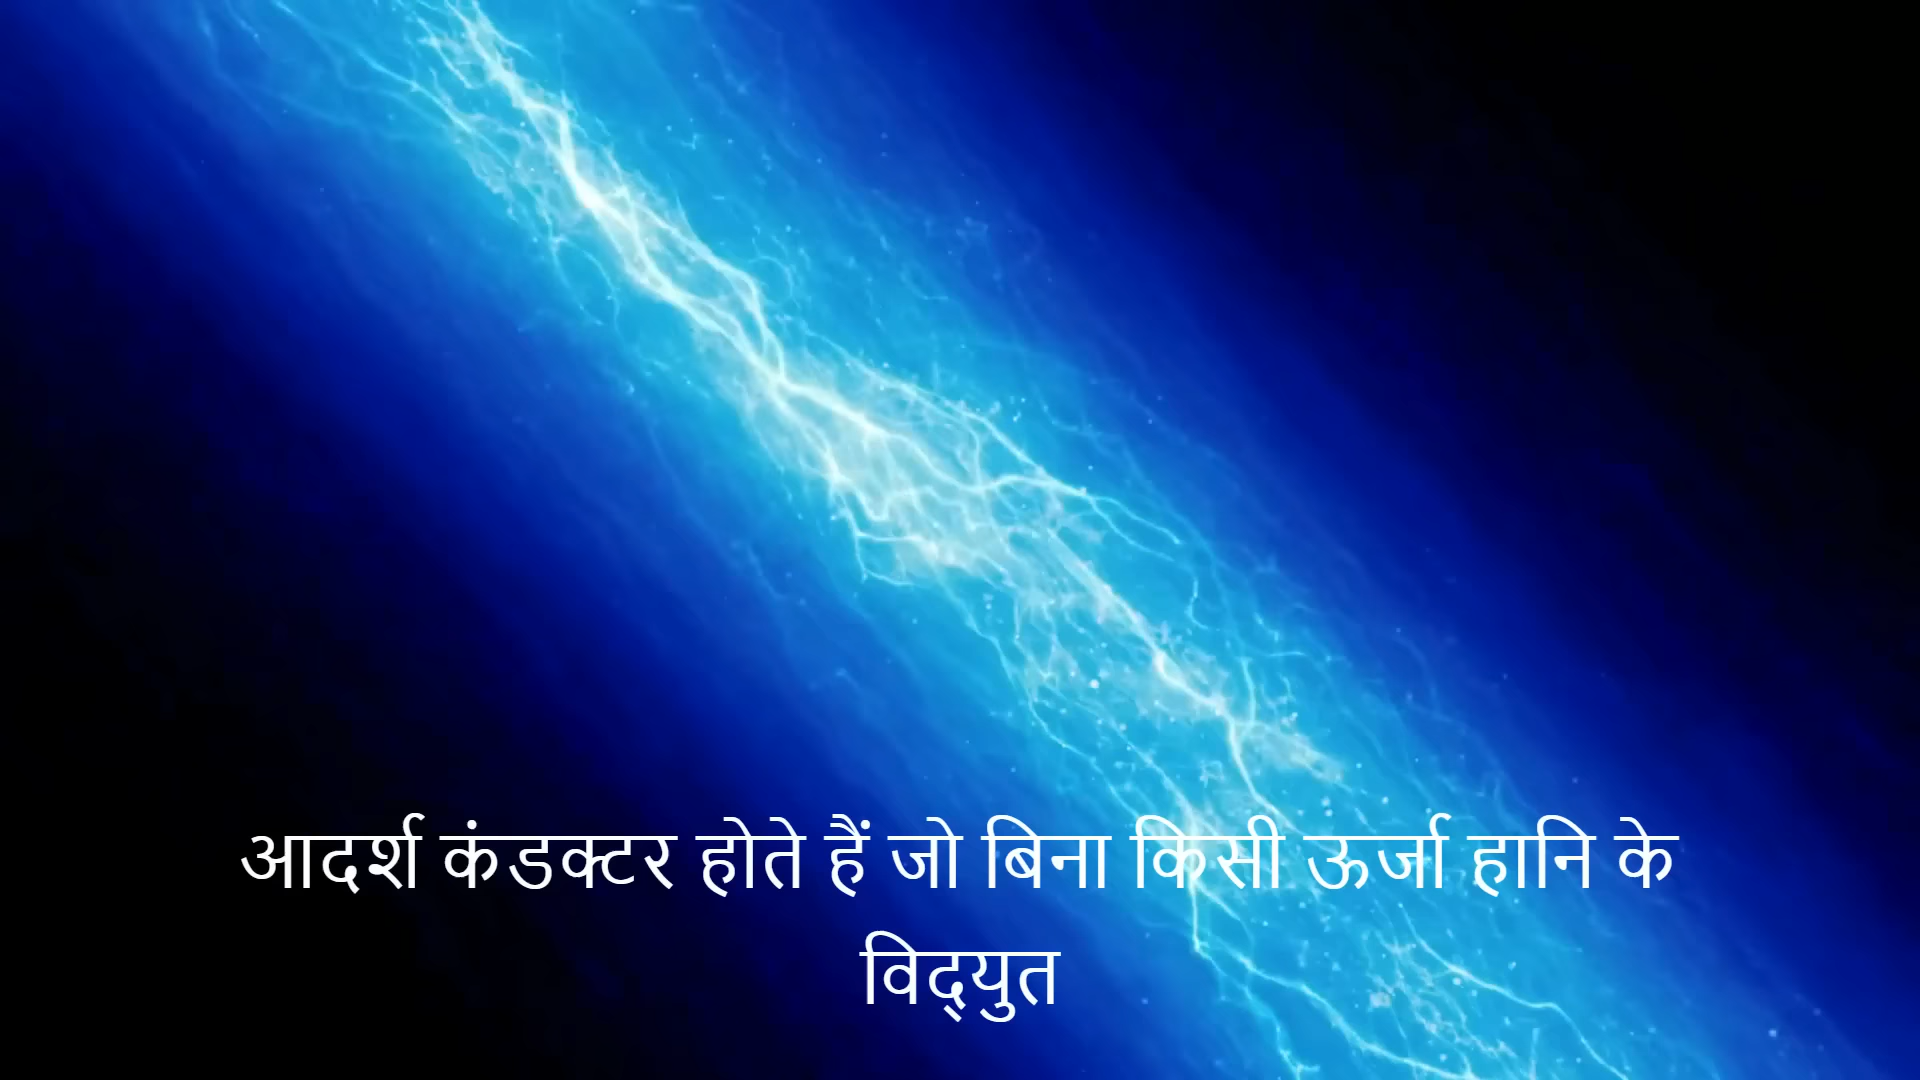 आदर्श कंडक्टर होते हैं जो बिना किसी ऊर्जा हानि के
विद्युत